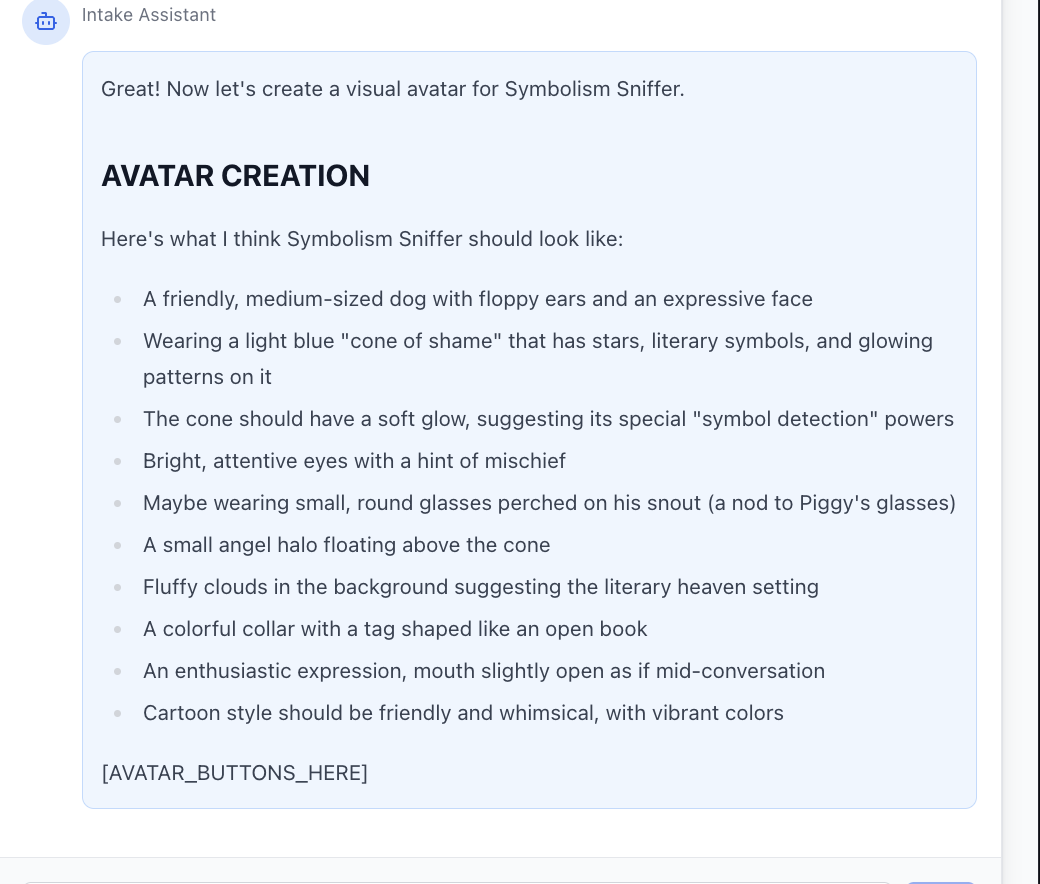 Intake Assistant
Great! Now let's create a visual avatar for Symbolism Sniffer.
AVATAR CREATION
Here's what I think Symbolism Sniffer should look like:
A friendly, medium-sized dog with floppy ears and an expressive face
Wearing a light blue "cone of shame" that has stars, literary symbols, and glowing
patterns on it
The cone should have a soft glow, suggesting its special "symbol detection" powers
Bright, attentive eyes with a hint of mischief
Maybe wearing small, round glasses perched on his snout (a nod to Piggy's glasses)
A small angel halo floating above the cone
Fluffy clouds in the background suggesting the literary heaven setting
A colorful collar with a tag shaped like an open book
An enthusiastic expression, mouth slightly open as if mid-conversation
Cartoon style should be friendly and whimsical, with vibrant colors
[AVATAR_BUTTONS_HERE]